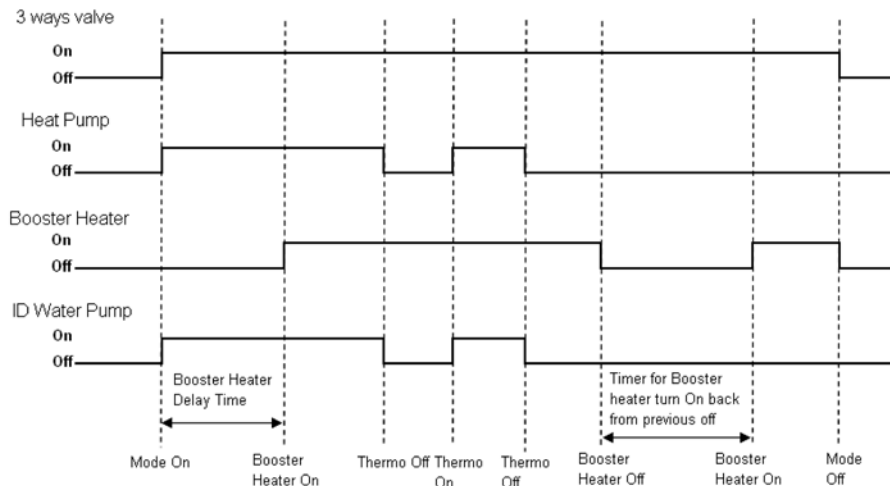 3 ways valve
On
Off
Heat Pump
On
Off
Booster Heater
On
Off
ID Water Pump
On
Off
Booster Heater
Delay Time
Timer for Booster
heater turn On back
from previous off
Mode On
Booster
Heater On
Thermo Off
Thermo
On
Thermo
Off
Booster
Heater Off
Booster
Heater On
Mode
Off